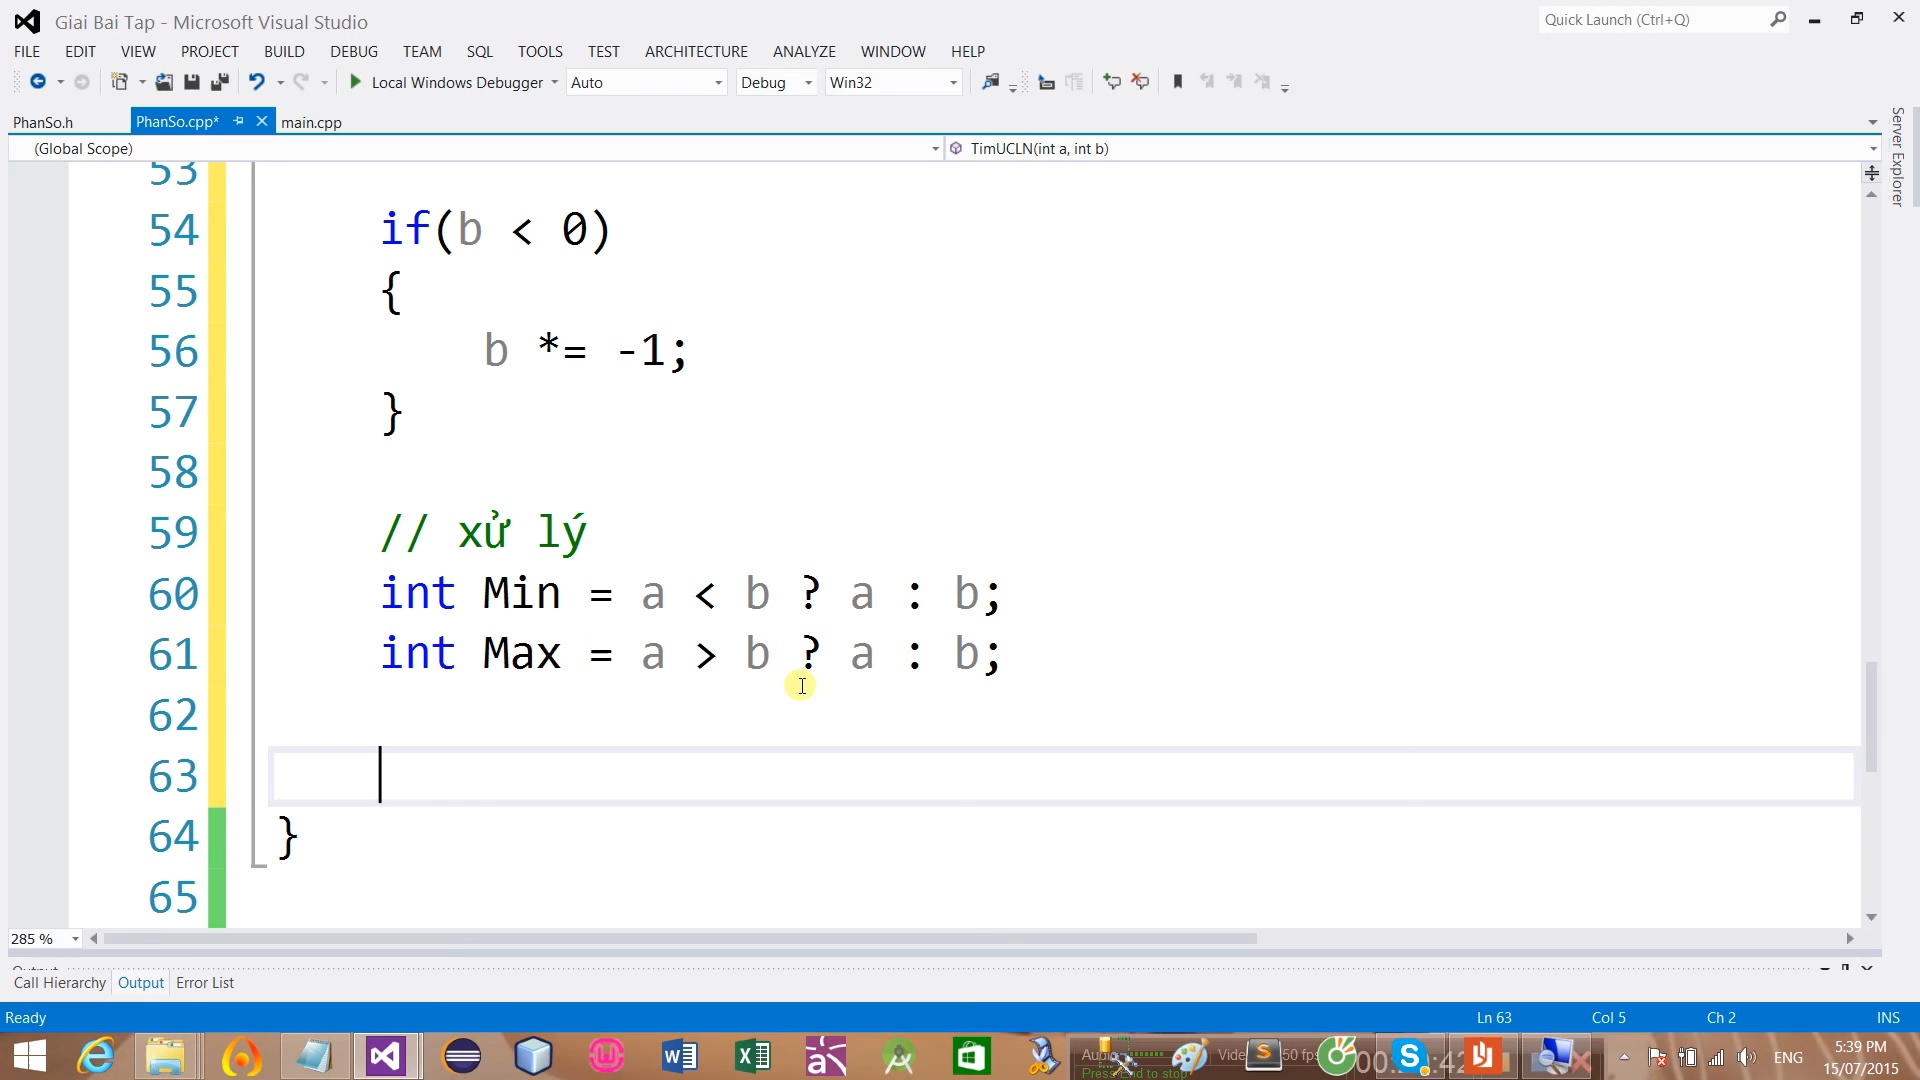 Giai Bai Tap - Microsoft Visual Studio
Quick Launch (Ctrl+Q)
FILE EDIT VIEW PROJECT BUILD DEBUG TEAM SQL TOOLS TEST ARCHITECTURE ANALYZE WINDOW HELP
Local Windows Debugger Auto Debug Win32
PhanSo.h PhanSo.cpp* main.cpp
(Global Scope) TimUCLN(int a, int b)
Server Explorer
53
54 if(b < 0)
55 {
56 b *= -1;
57 }
58
59 // xử lý
60 int Min = a < b ? a : b;
61 int Max = a > b ? a : b;
62
63
64 }
65
285 %
Call Hierarchy Output Error List
Ready Ln 63 Col 5 Ch 2 INS
ENG
5:39 PM
15/07/2015